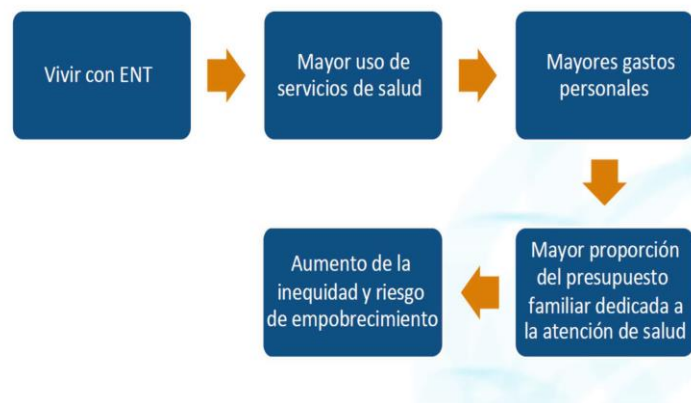 Vivir con ENT
Mayor uso de
servicios de salud
Mayores gastos
personales
Mayor proporción
del presupuesto
familiar dedicada a
la atención de salud
Aumento de la
inequidad y riesgo
de empobrecimiento